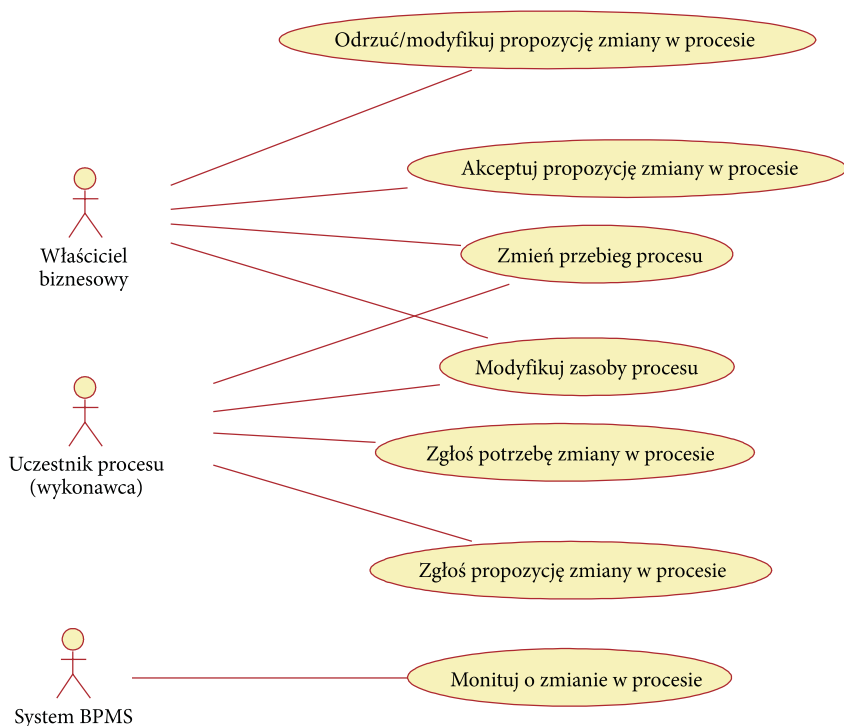 Odrzuć/modyfikuj propozycję zmiany w procesie
Akceptuj propozycję zmiany w procesie
Właściciel
biznesowy
Zmień przebieg procesu
Modyfikuj zasoby procesu
Uczestnik procesu
(wykonawca)
Zgłoś potrzebę zmiany w procesie
Zgłoś propozycję zmiany w procesie
Monituj o zmianie w procesie
System BPMS